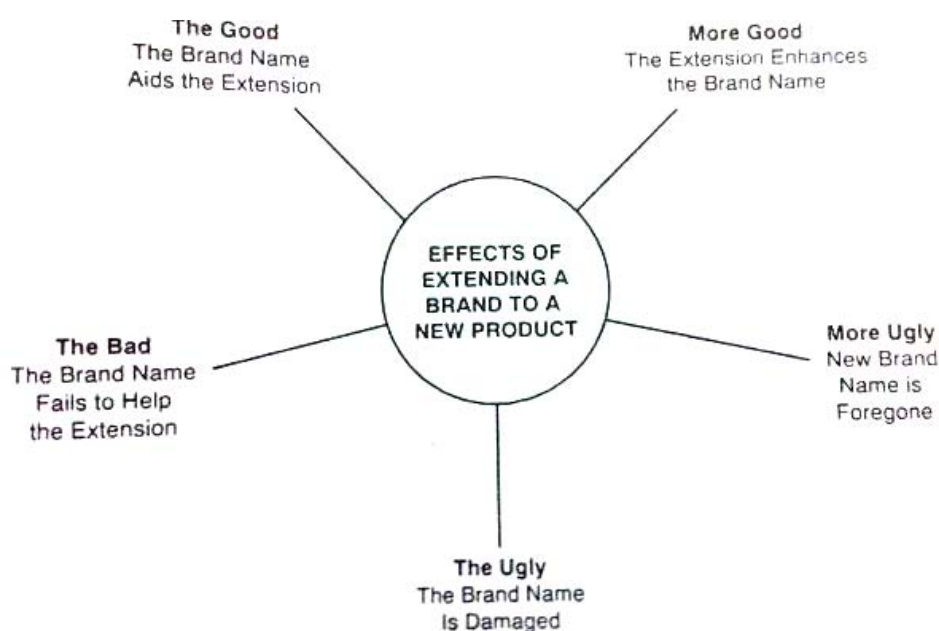 The Good
The Brand Name
Aids the Extension
More Good
The Extension Enhances
the Brand Name
EFFECTS OF
EXTENDING A
BRAND TO A
NEW PRODUCT
The Bad
The Brand Name
Fails to Help
the Extension
More Ugly
New Brand
Name is
Foregone
The Ugly
The Brand Name
Is Damaged